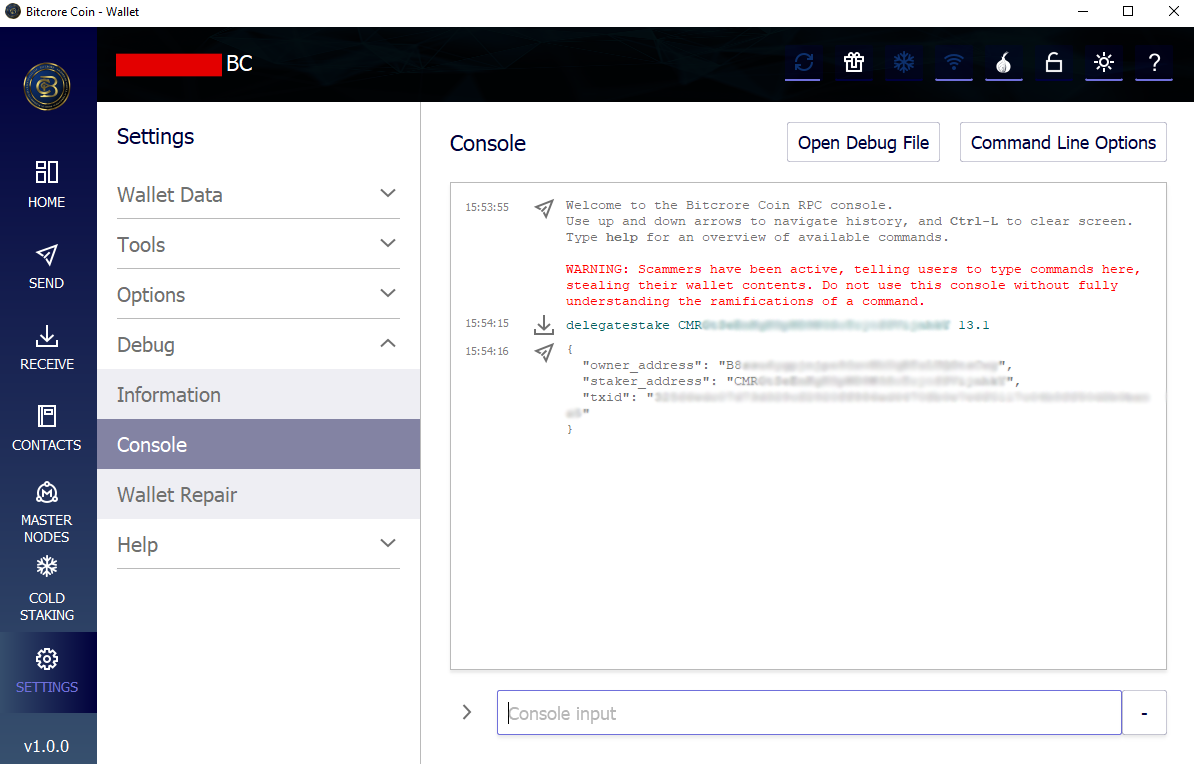 Bitcrore Coin - Wallet
BC
?
HOME
SEND
RECEIVE
CONTACTS
MASTER
NODES
COLD
STAKING
SETTINGS
v1.0.0
Settings
Wallet Data
Tools
Options
Debug
Information
Console
Wallet Repair
Help
Console
Open Debug File
Command Line Options
15:53:55
Welcome to the Bitcrore Coin RPC console.
Use up and down arrows to navigate history, and Ctrl-L to clear screen.
Type help for an overview of available commands.
WARNING: Scammers have been active, telling users to type commands here,
stealing their wallet contents. Do not use this console without fully
understanding the ramifications of a command.
15:54:15
delegatestake CMR 13.1
15:54:16
{
"owner_address": "B8 ",
"staker_address": "CMR ",
"txid": "
"
}
Console input
-